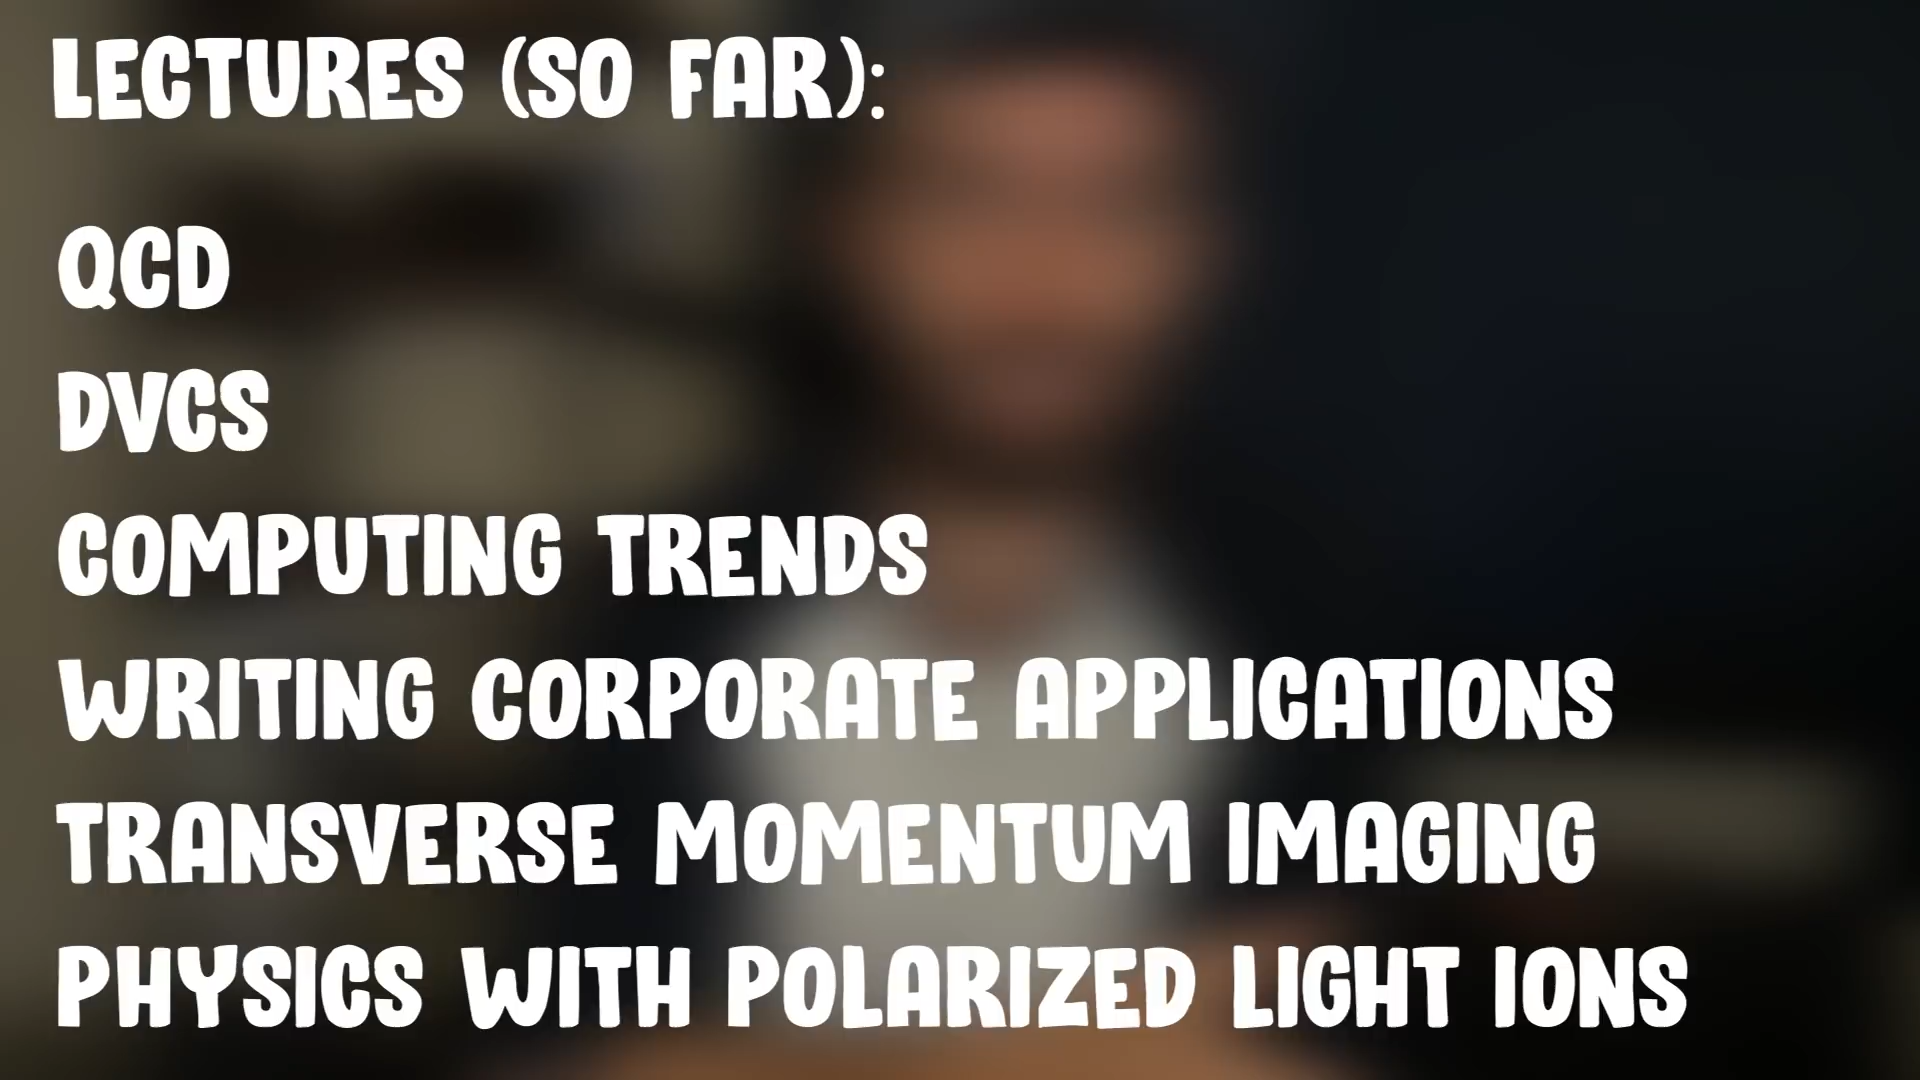 LECTURES (SO FAR):
QCD
DVCS
COMPUTING TRENDS
WRITING CORPORATE APPLICATIONS
TRANSVERSE MOMENTUM IMAGING
PHYSICS WITH POLARIZED LIGHT IONS